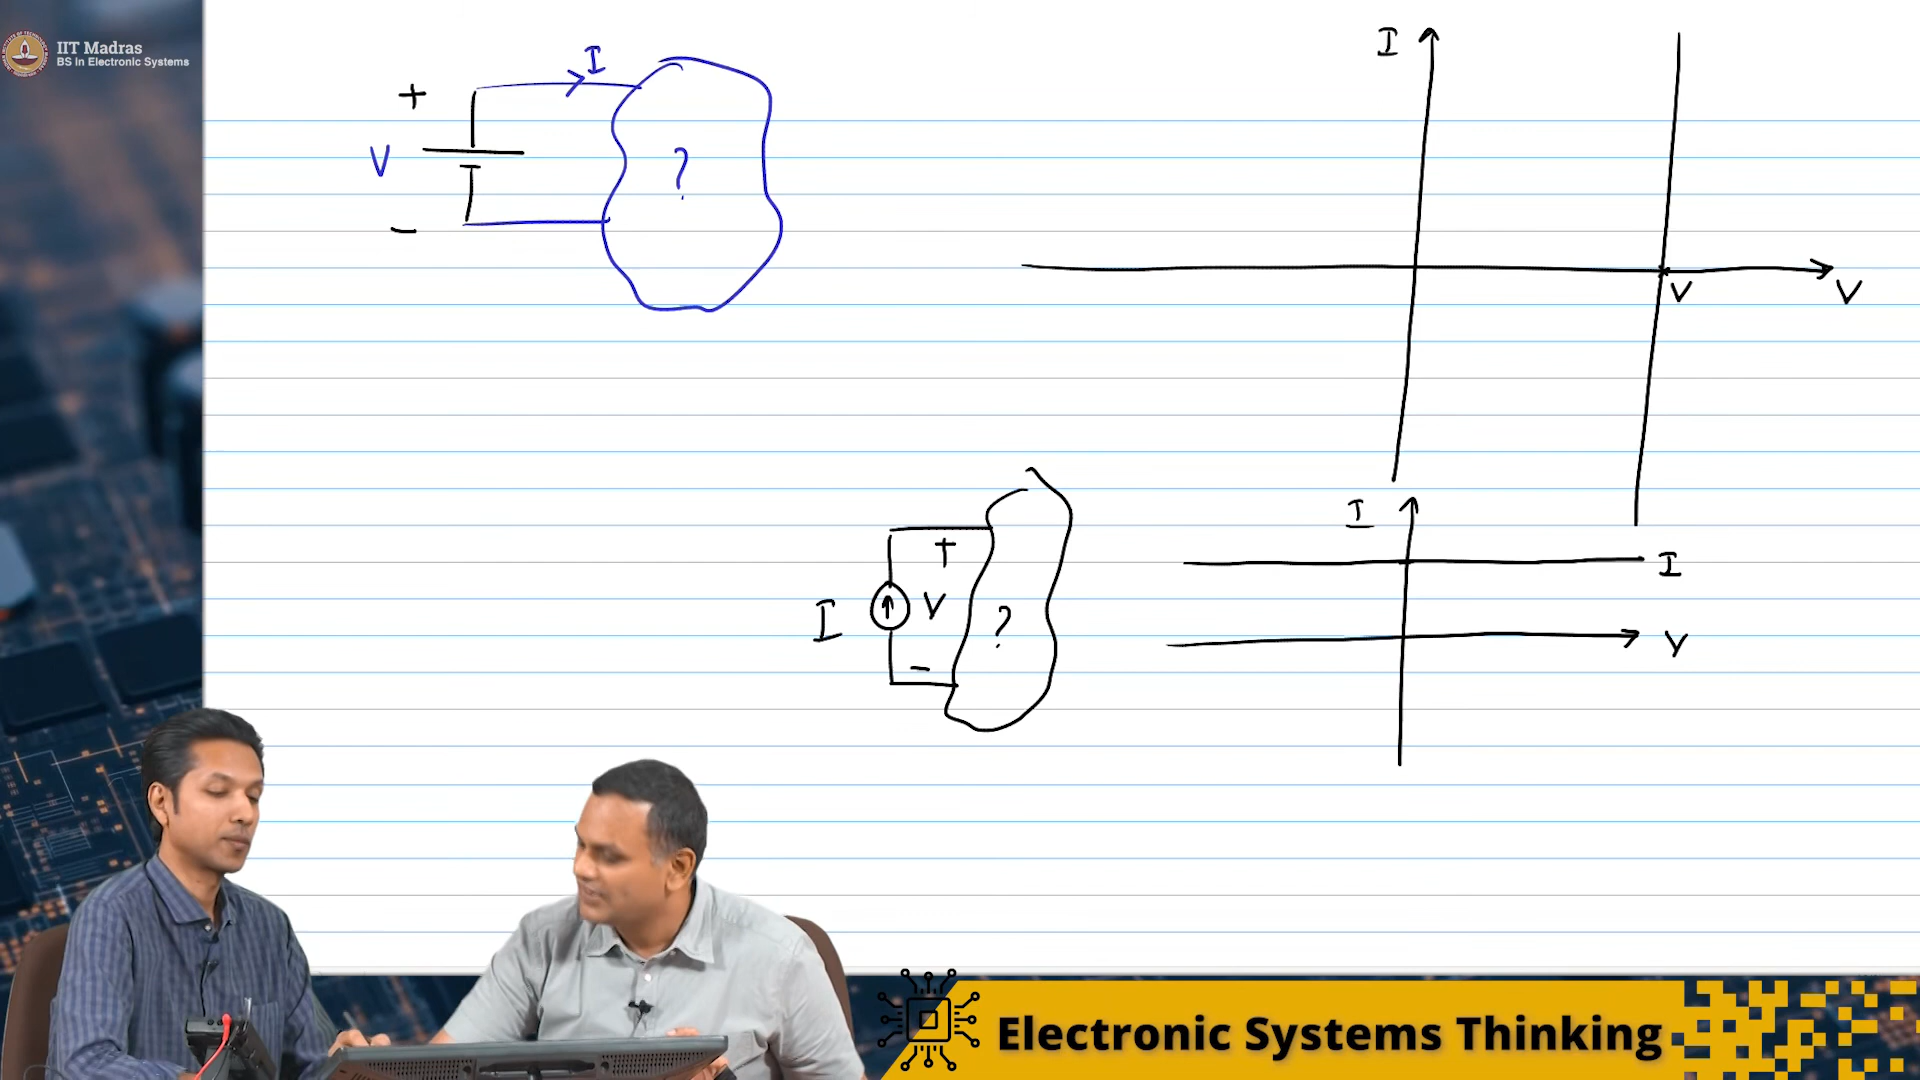 IIT Madras
BS In Electronic Systems
I
+
V
?
-
I
V
V
I
+
I
V
?
-
I
V
Electronic Systems Thinking